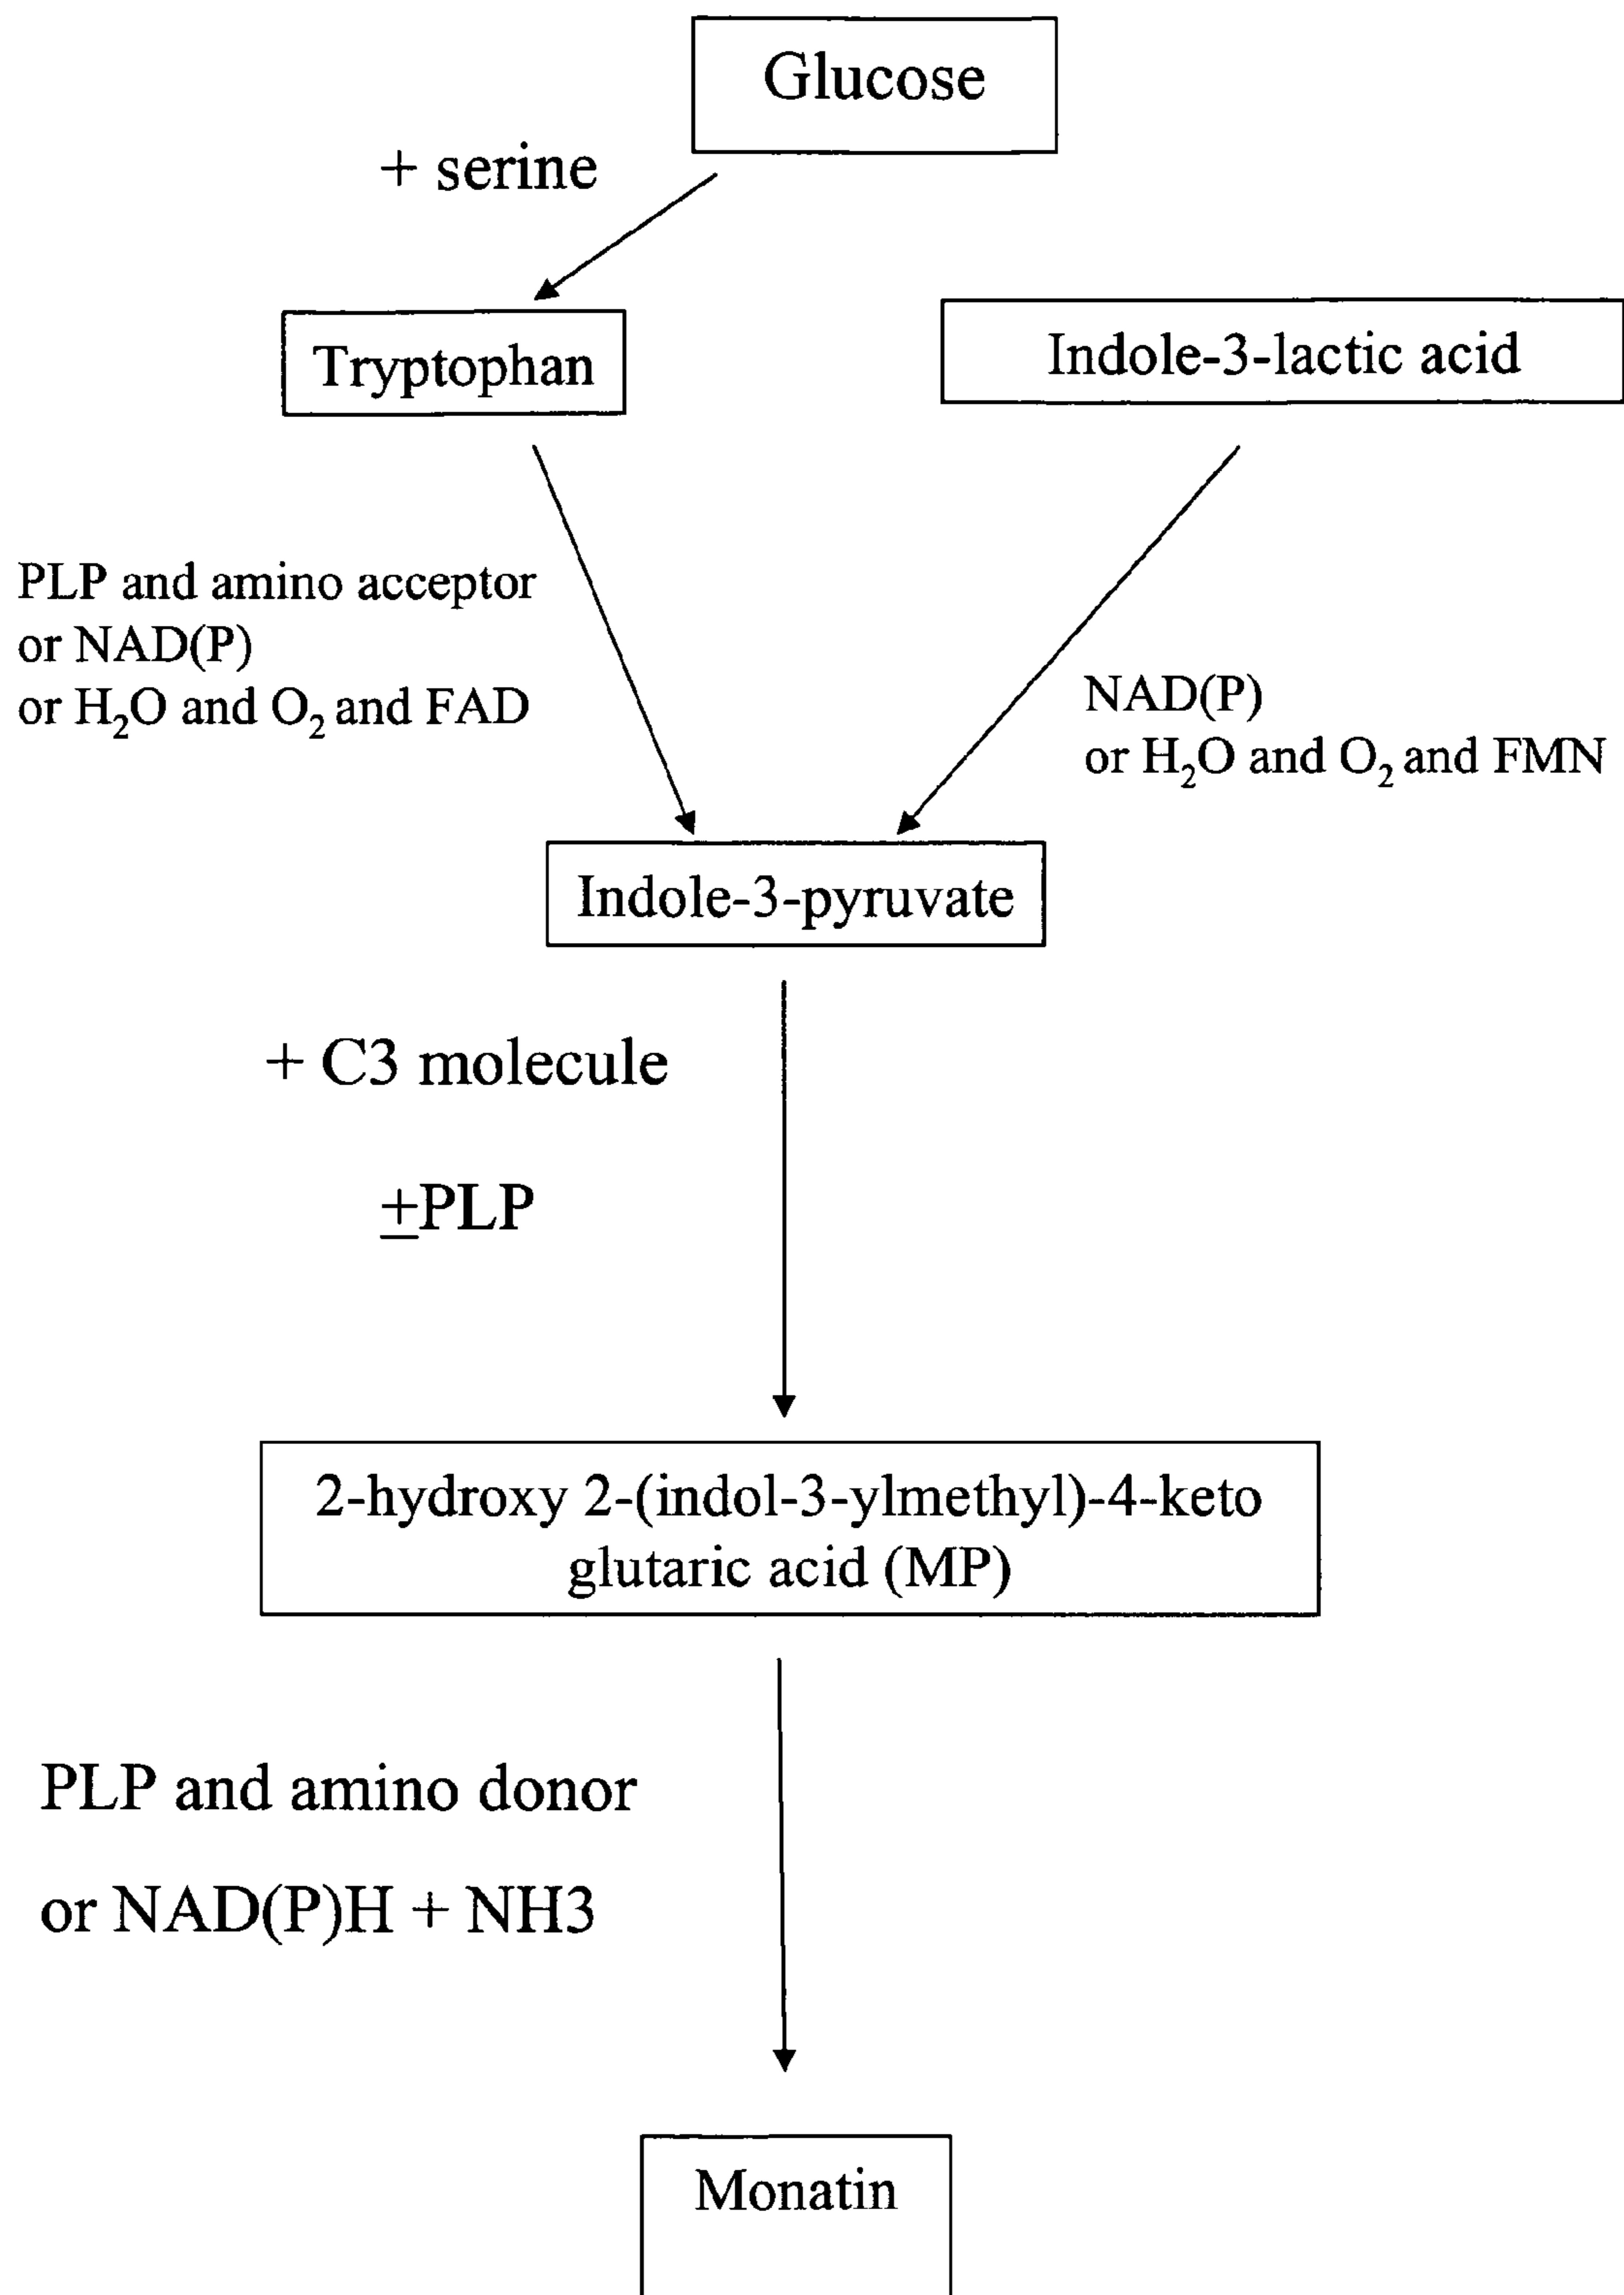 Glucose
+ serine
Tryptophan
Indole-3-lactic acid
PLP and amino acceptor
or NAD(P)
or H₂O and O₂ and FAD
NAD(P)
or H₂O and O₂ and FMN
Indole-3-pyruvate
+ C3 molecule
±PLP
2-hydroxy 2-(indol-3-ylmethyl)-4-keto
glutaric acid (MP)
PLP and amino donor
or NAD(P)H + NH3
Monatin